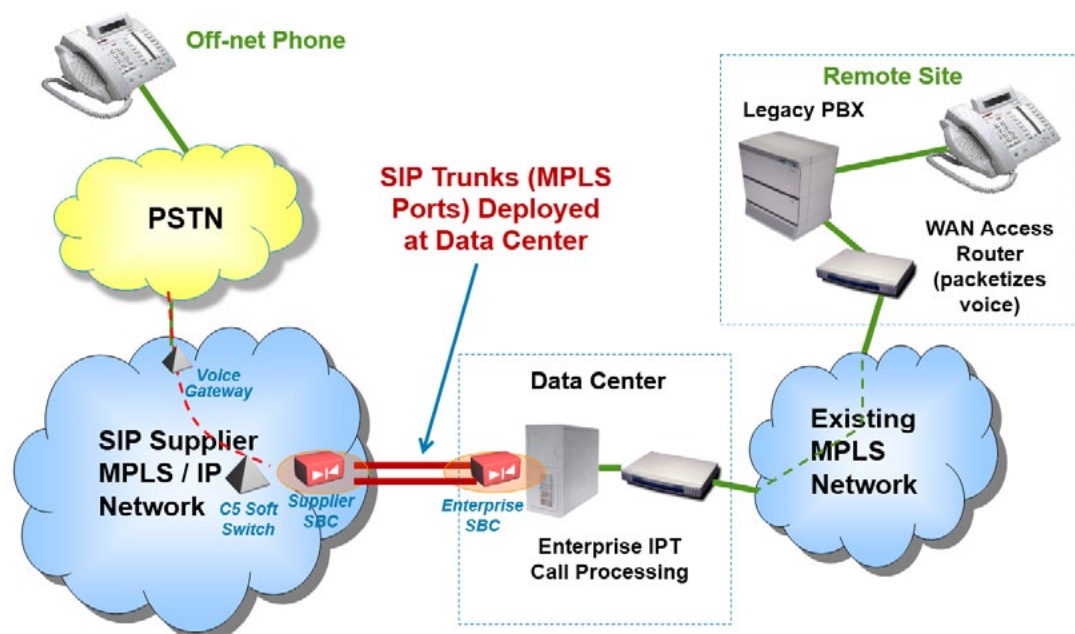 Off-net Phone
PSTN
SIP Trunks (MPLS
Ports) Deployed
at Data Center
Remote Site
Legacy PBX
WAN Access
Router
(packetizes
voice)
Voice
Gateway
SIP Supplier
MPLS / IP
Network
C5 Soft
Switch
Supplier
SBC
Data Center
Enterprise
SBC
Enterprise IPT
Call Processing
Existing
MPLS
Network